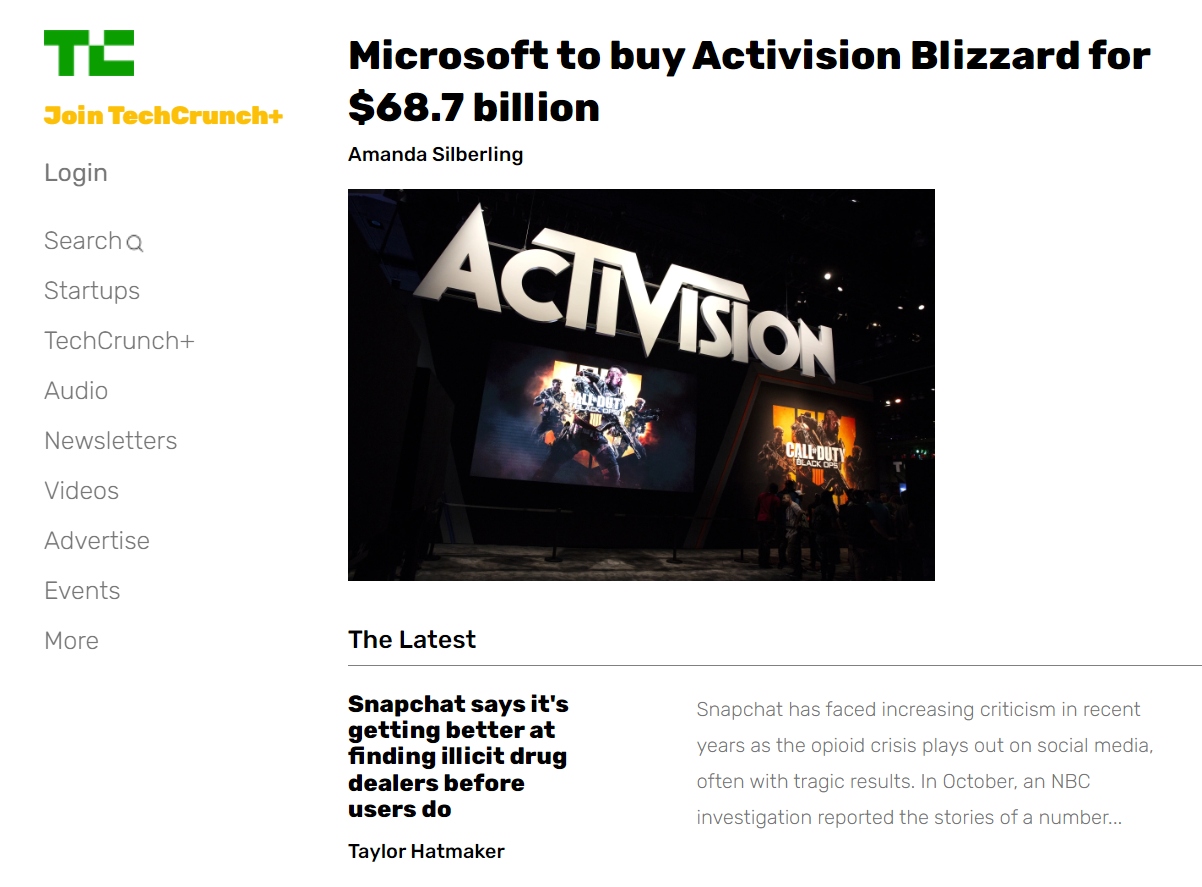 TC
Join TechCrunch+
Login
Search
Startups
TechCrunch+
Audio
Newsletters
Videos
Advertise
Events
More
Microsoft to buy Activision Blizzard for
$68.7 billion
Amanda Silberling
ACTIVISION
CALL OF DUTY
BLACK OPS
IIII
CALL OF DUTY
BLACK OPS
IIII
The Latest
Snapchat says it's
getting better at
finding illicit drug
dealers before
users do
Taylor Hatmaker
Snapchat has faced increasing criticism in recent
years as the opioid crisis plays out on social media,
often with tragic results. In October, an NBC
investigation reported the stories of a number...